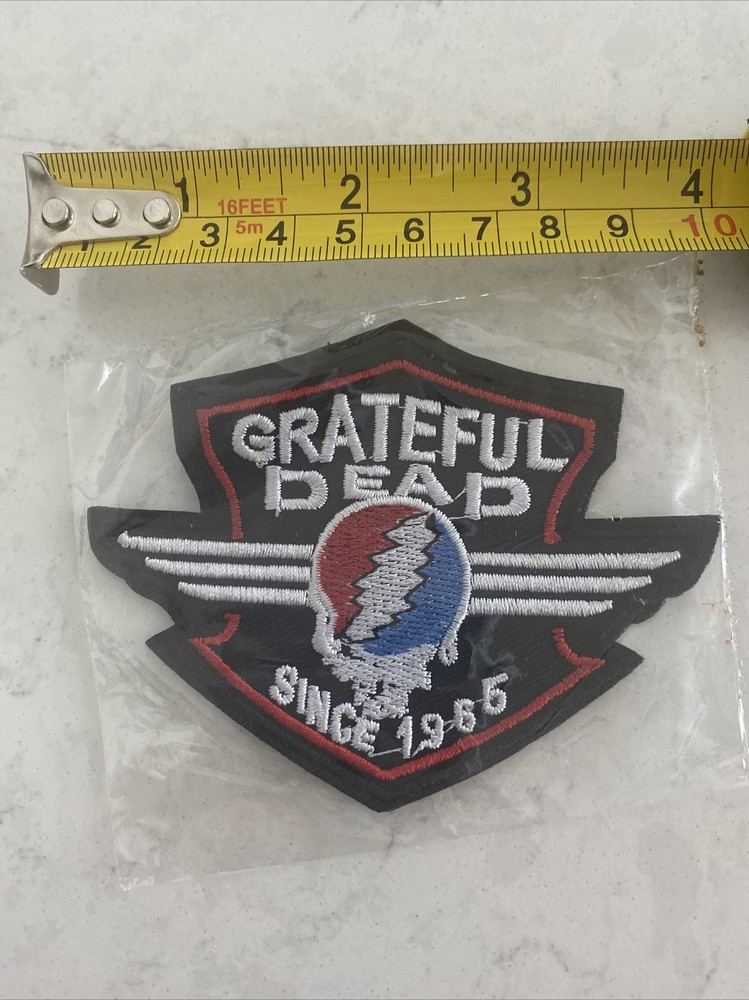 1 2 3 4
16FEET
5m
1 2 3 4 5 6 7 8 9 10
GRATEFUL
DEAD
SINCE 1965